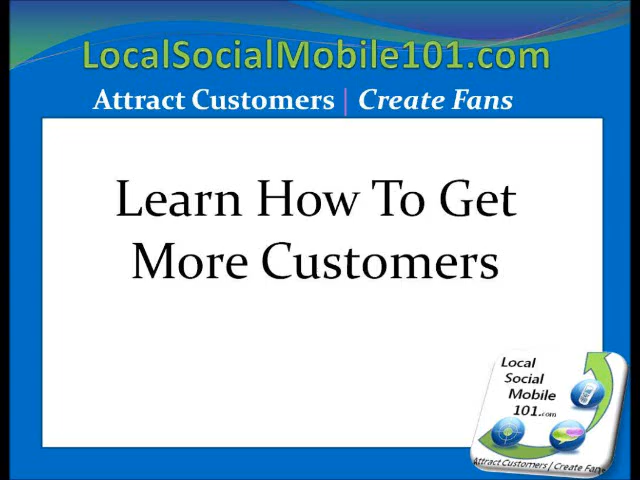 LocalSocialMobile101.com
Attract Customers | Create Fans
Learn How To Get
More Customers
Local
Social
Mobile
101.com
Attract Customers | Create Fans